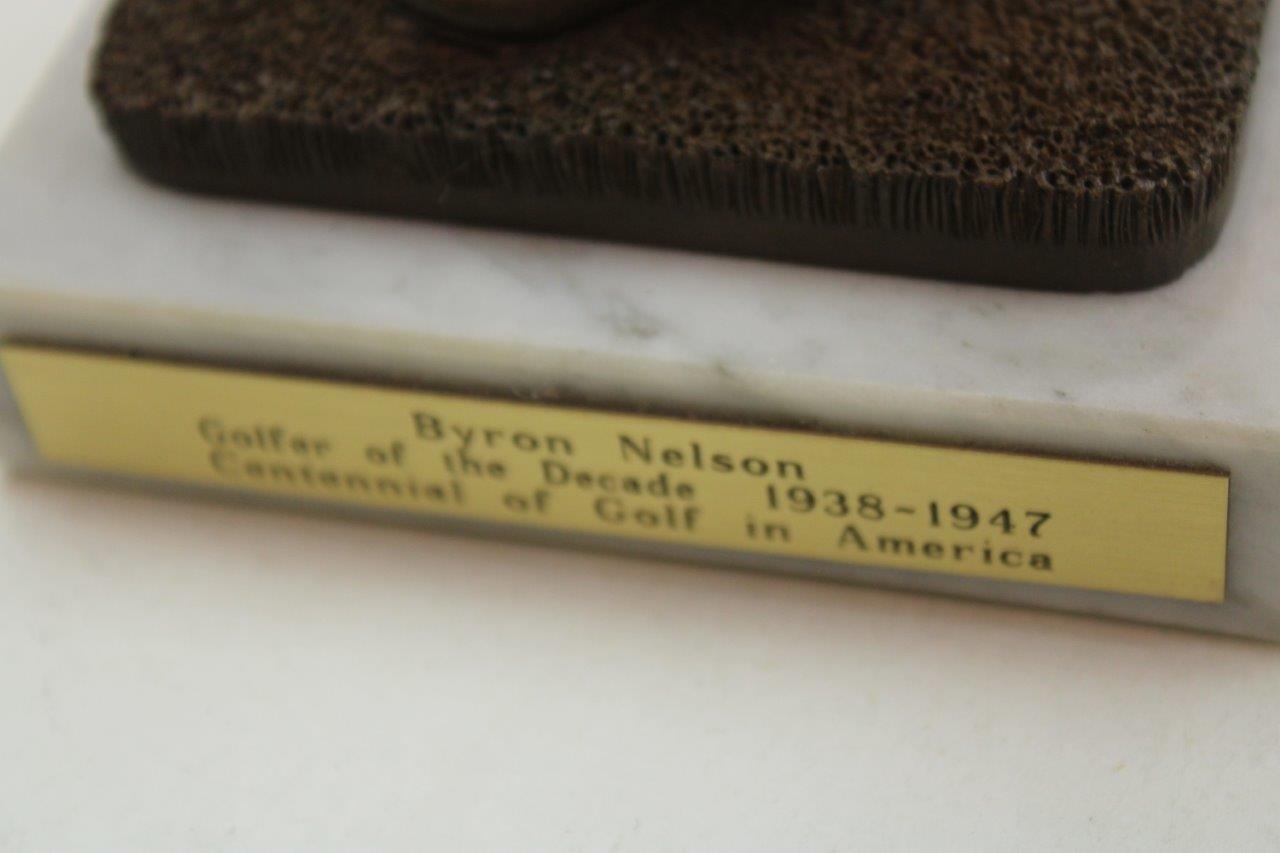 Byron Nelson
Golfer of the Decade 1938-1947
Centennial of Golf in America